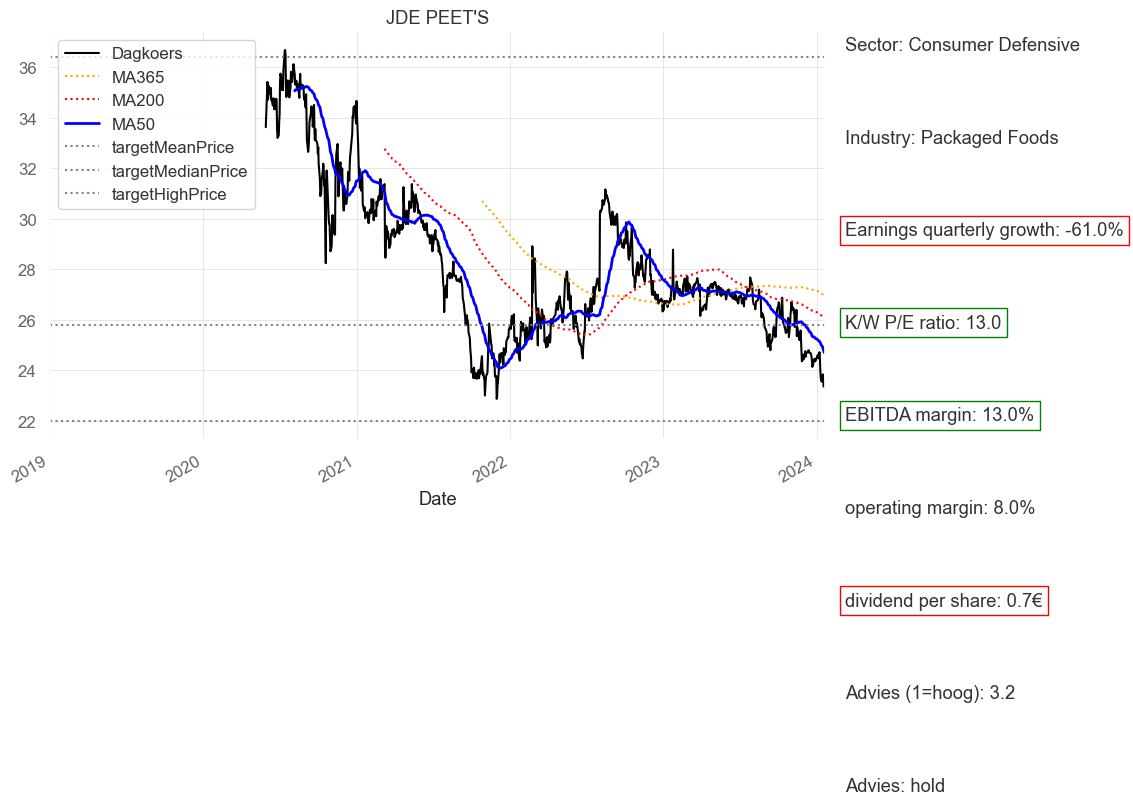 JDE PEET'S
Dagkoers
MA365
MA200
MA50
targetMeanPrice
targetMedianPrice
targetHighPrice
36
34
32
30
28
26
24
22
2019
2020
2021
2022
2023
2024
Date
Sector: Consumer Defensive
Industry: Packaged Foods
Earnings quarterly growth: -61.0%
K/W P/E ratio: 13.0
EBITDA margin: 13.0%
operating margin: 8.0%
dividend per share: 0.7€
Advies (1=hoog): 3.2
Advies: hold